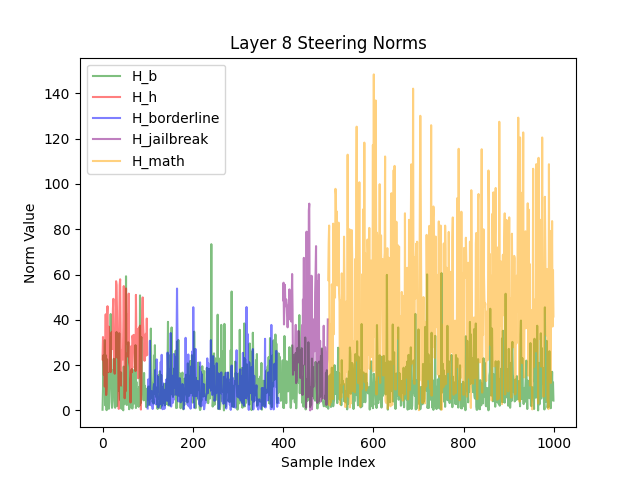 Layer 8 Steering Norms
H_b
H_h
H_borderline
H_jailbreak
H_math
Norm Value
140
120
100
80
60
40
20
0
0
200
400
600
800
1000
Sample Index